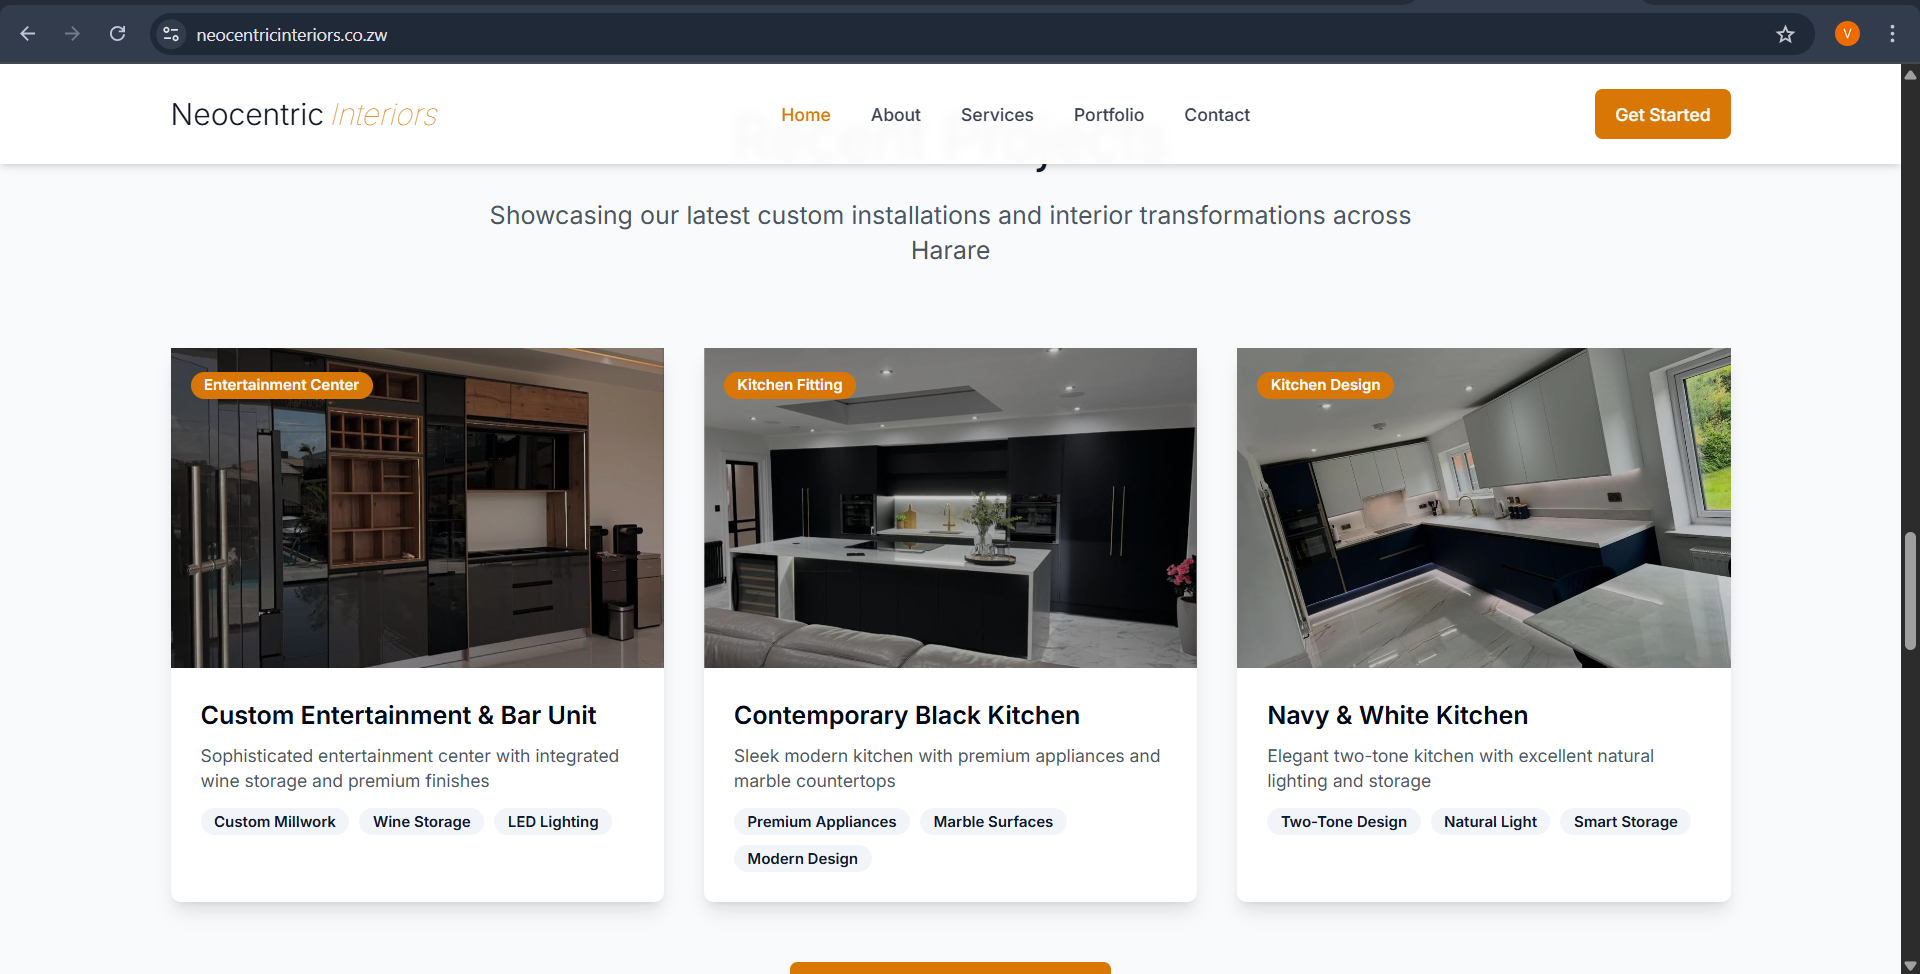 neocentricinteriors.co.zw
V
Neocentric Interiors
Home
About
Services
Portfolio
Contact
Get Started
Recent Projects
Showcasing our latest custom installations and interior transformations across
Harare
Entertainment Center
Custom Entertainment & Bar Unit
Sophisticated entertainment center with integrated
wine storage and premium finishes
Custom Millwork
Wine Storage
LED Lighting
Kitchen Fitting
Contemporary Black Kitchen
Sleek modern kitchen with premium appliances and
marble countertops
Premium Appliances
Marble Surfaces
Modern Design
Kitchen Design
Navy & White Kitchen
Elegant two-tone kitchen with excellent natural
lighting and storage
Two-Tone Design
Natural Light
Smart Storage